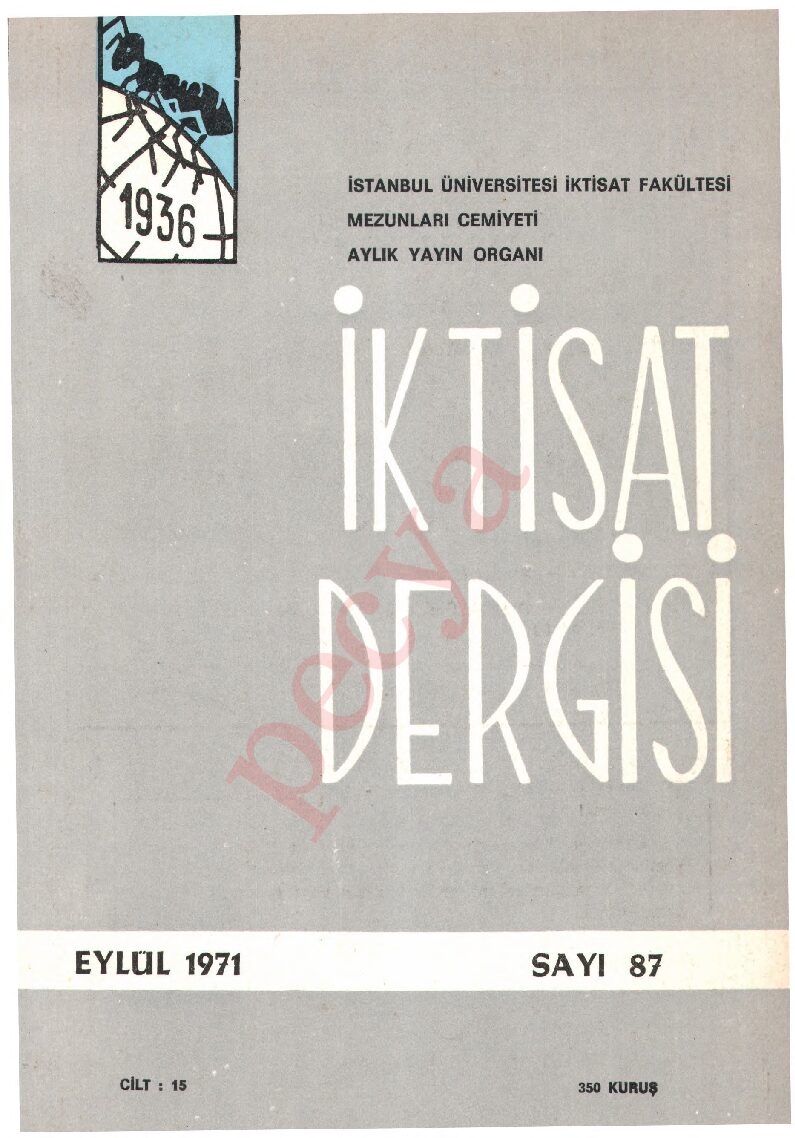 1936
İSTANBUL ÜNİVERSİTESİ İKTİSAT FAKÜLTESİ
MEZUNLARI CEMİYETİ
AYLIK YAYIN ORGANI
İKTİSAT
DERGİSİ
pecya
EYLÜL 1971 SAYI 87
CİLT : 15 350 KURUŞ